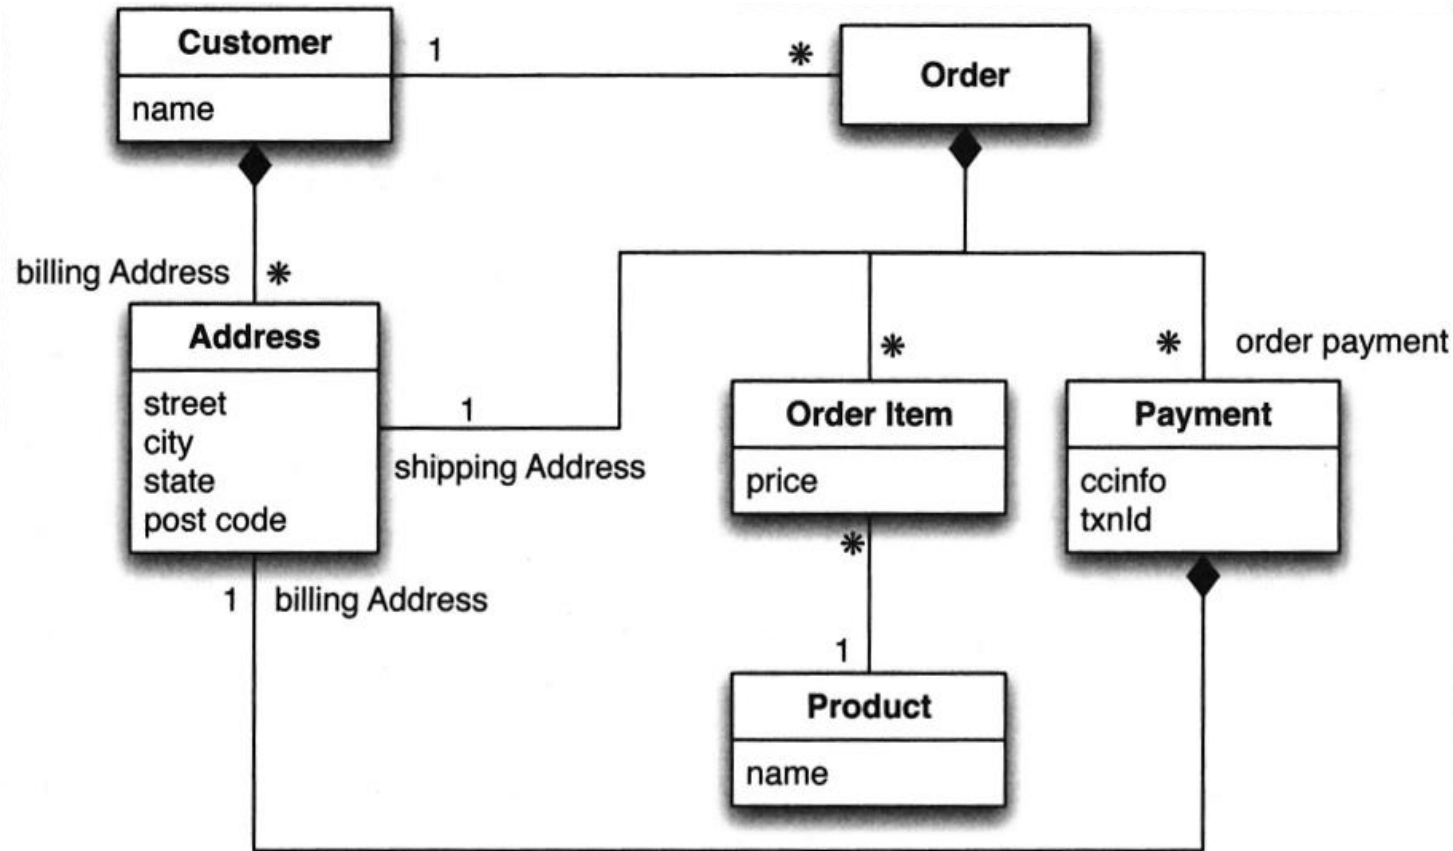 Customer
name
1
*
Order
billing Address
*
Address
street
city
state
post code
1
shipping Address
1
billing Address
*
Order Item
price
*
1
Product
name
*
order payment
Payment
ccinfo
txnId